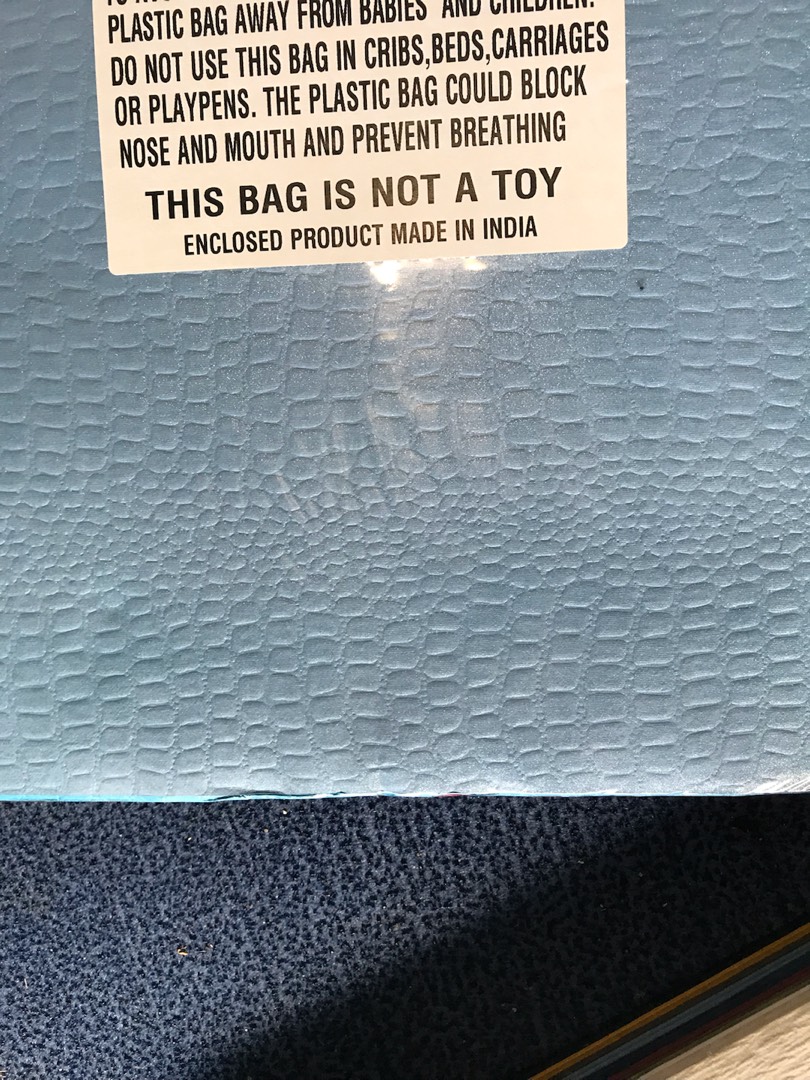 PLASTIC BAG AWAY FROM BABIES AND CHILDREN.
DO NOT USE THIS BAG IN CRIBS,BEDS,CARRIAGES
OR PLAYPENS. THE PLASTIC BAG COULD BLOCK
NOSE AND MOUTH AND PREVENT BREATHING
THIS BAG IS NOT A TOY
ENCLOSED PRODUCT MADE IN INDIA